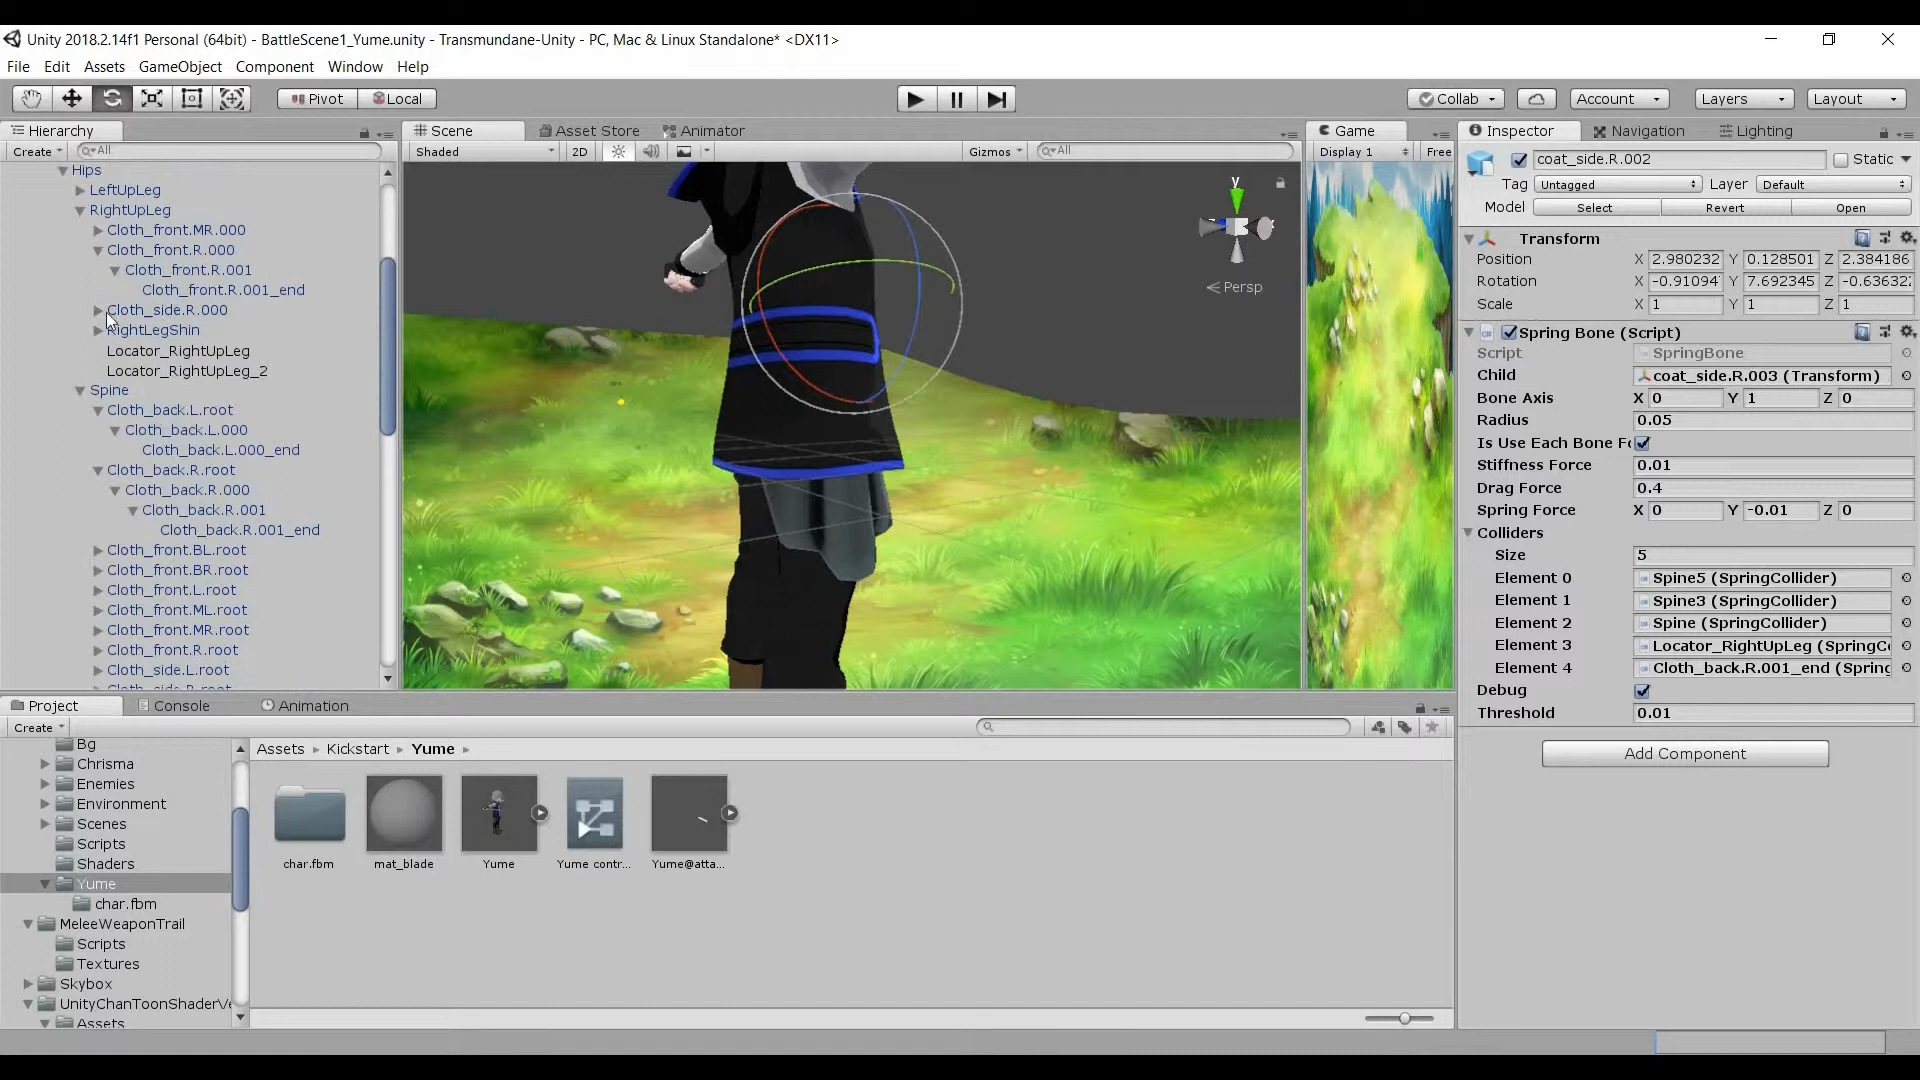 Unity 2018.2.14f1 Personal (64bit) - BattleScene1_Yume.unity - Transmundane-Unity - PC, Mac & Linux Standalone* <DX11>
File Edit Assets GameObject Component Window Help
Pivot Local Collab Account Layers Layout
Hierarchy
Create All
Hips
LeftUpLeg
RightUpLeg
Cloth_front.MR.000
Cloth_front.R.000
Cloth_front.R.001
Cloth_front.R.001_end
Cloth_side.R.000
RightLegShin
Locator_RightUpLeg
Locator_RightUpLeg_2
Spine
Cloth_back.L.root
Cloth_back.L.000
Cloth_back.L.000_end
Cloth_back.R.root
Cloth_back.R.000
Cloth_back.R.001
Cloth_back.R.001_end
Cloth_front.BL.root
Cloth_front.BR.root
Cloth_front.L.root
Cloth_front.ML.root
Cloth_front.MR.root
Cloth_front.R.root
Cloth_side.L.root
Cloth_side.R.root
Scene Asset Store Animator
Shaded 2D Gizmos All
y
Persp
Game
Display 1 Free
Inspector Navigation Lighting
coat_side.R.002 Static
Tag Untagged Layer Default
Model Select Revert Open
Transform
Position X 2.980232 Y 0.128501 Z 2.384186
Rotation X -0.91094 Y 7.692345 Z -0.63632
Scale X 1 Y 1 Z 1
Spring Bone (Script)
Script SpringBone
Child coat_side.R.003 (Transform)
Bone Axis X 0 Y 1 Z 0
Radius 0.05
Is Use Each Bone Fo
Stiffness Force 0.01
Drag Force 0.4
Spring Force X 0 Y -0.01 Z 0
Colliders
Size 5
Element 0 Spine5 (SpringCollider)
Element 1 Spine3 (SpringCollider)
Element 2 Spine (SpringCollider)
Element 3 Locator_RightUpLeg (SpringCo
Element 4 Cloth_back.R.001_end (Spring
Debug
Threshold 0.01
Add Component
Project Console Animation
Create
Bg
Chrisma
Enemies
Environment
Scenes
Scripts
Shaders
Yume
char.fbm
MeleeWeaponTrail
Scripts
Textures
Skybox
UnityChanToonShaderVe
Assets
Assets Kickstart Yume
char.fbm mat_blade Yume Yume contr... Yume@atta...